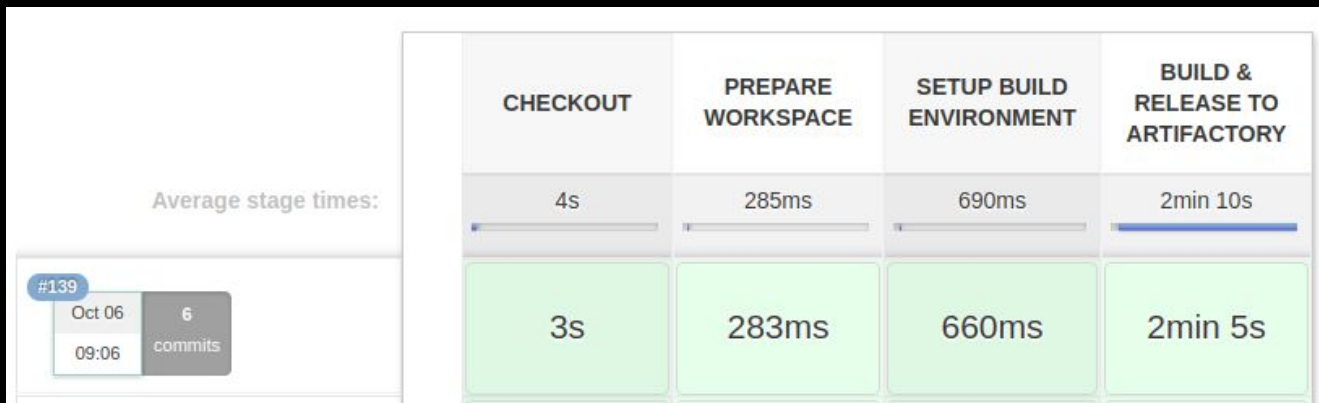 CHECKOUT
PREPARE
WORKSPACE
SETUP BUILD
ENVIRONMENT
BUILD &
RELEASE TO
ARTIFACTORY
Average stage times:
4s
285ms
690ms
2min 10s
#139
Oct 06
09:06
6
commits
3s
283ms
660ms
2min 5s